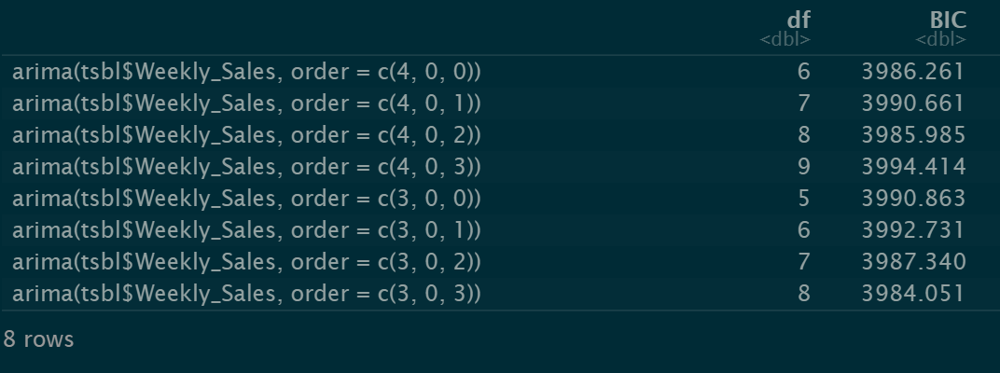 df BIC
<dbl> <dbl>
arima(tsbl$Weekly_Sales, order = c(4, 0, 0)) 6 3986.261
arima(tsbl$Weekly_Sales, order = c(4, 0, 1)) 7 3990.661
arima(tsbl$Weekly_Sales, order = c(4, 0, 2)) 8 3985.985
arima(tsbl$Weekly_Sales, order = c(4, 0, 3)) 9 3994.414
arima(tsbl$Weekly_Sales, order = c(3, 0, 0)) 5 3990.863
arima(tsbl$Weekly_Sales, order = c(3, 0, 1)) 6 3992.731
arima(tsbl$Weekly_Sales, order = c(3, 0, 2)) 7 3987.340
arima(tsbl$Weekly_Sales, order = c(3, 0, 3)) 8 3984.051
8 rows